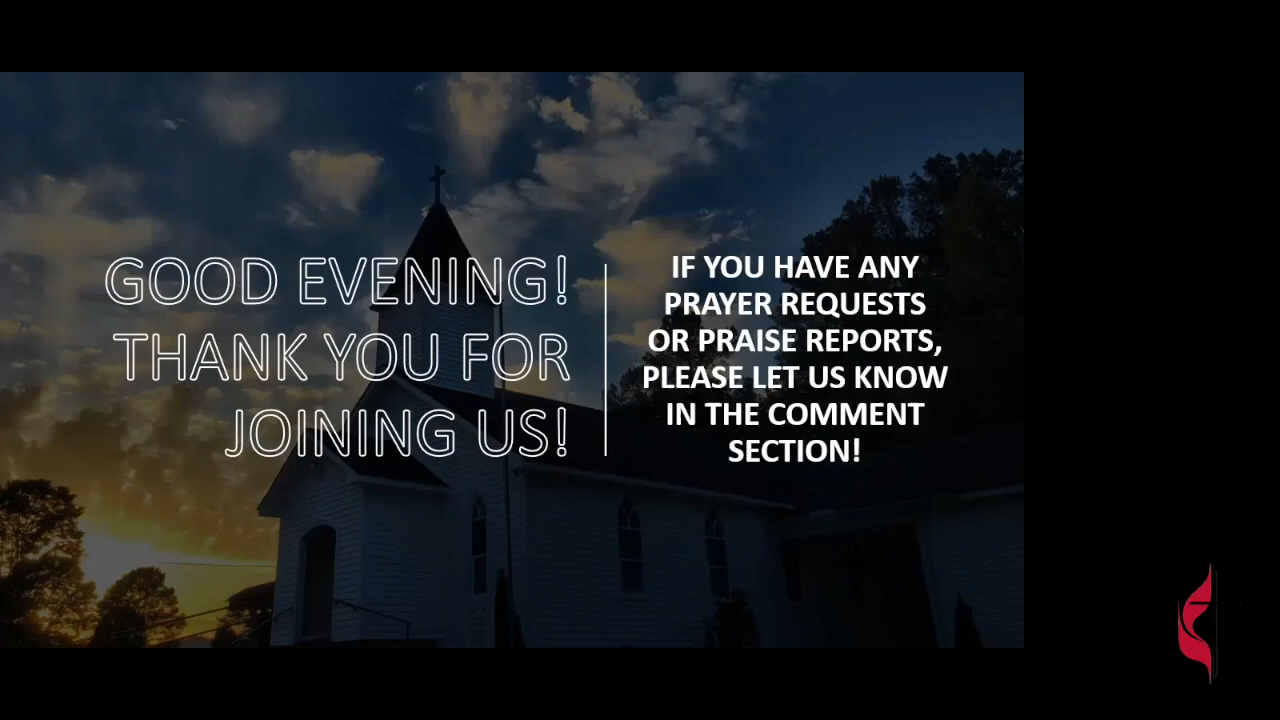 GOOD EVENING!
THANK YOU FOR
JOINING US!
IF YOU HAVE ANY
PRAYER REQUESTS
OR PRAISE REPORTS,
PLEASE LET US KNOW
IN THE COMMENT
SECTION!